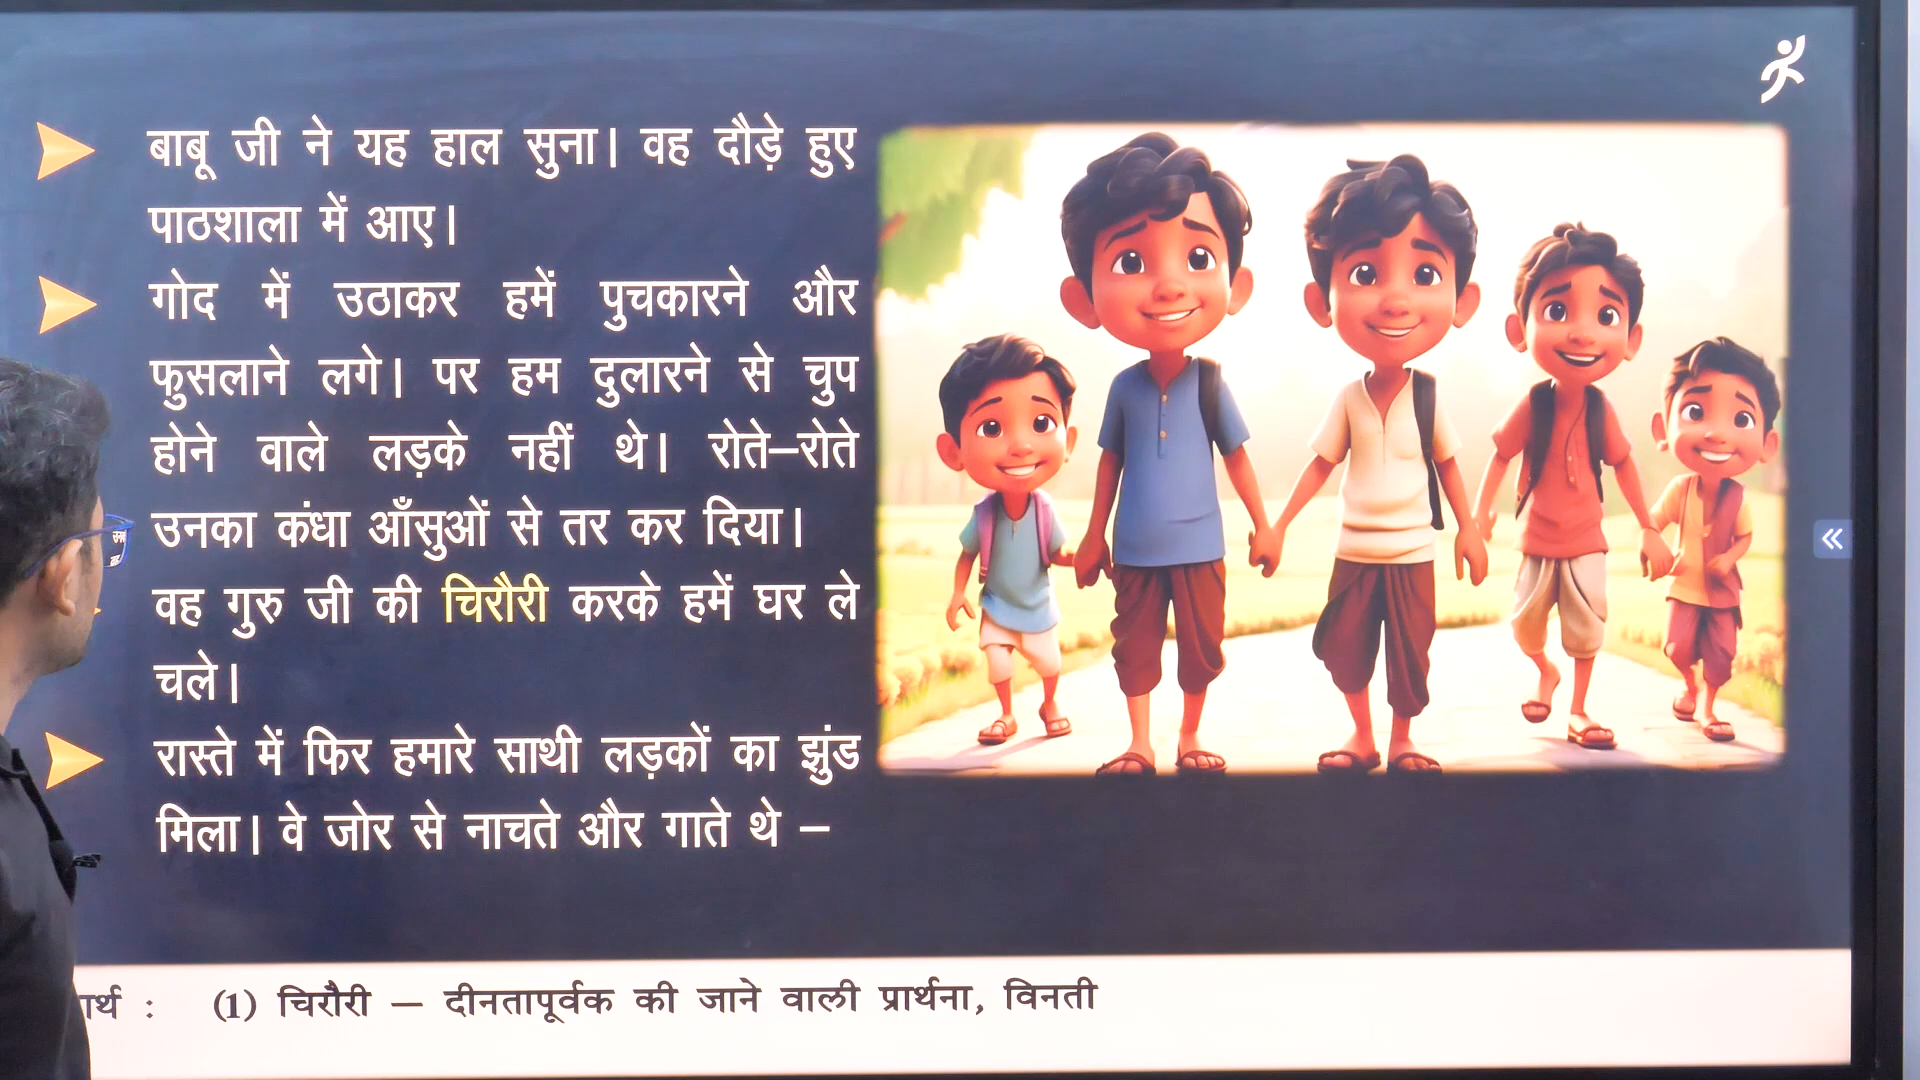 बाबू जी ने यह हाल सुना। वह दौड़े हुए
पाठशाला में आए।
गोद में उठाकर हमें पुचकारने और
फुसलाने लगे। पर हम दुलारने से चुप
होने वाले लड़के नहीं थे। रोते–रोते
उनका कंधा आँसुओं से तर कर दिया।
वह गुरु जी की चिरौरी करके हमें घर ले
चले।
रास्ते में फिर हमारे साथी लड़कों का झुंड
मिला। वे जोर से नाचते और गाते थे –
(1) चिरौरी – दीनतापूर्वक की जाने वाली प्रार्थना, विनती